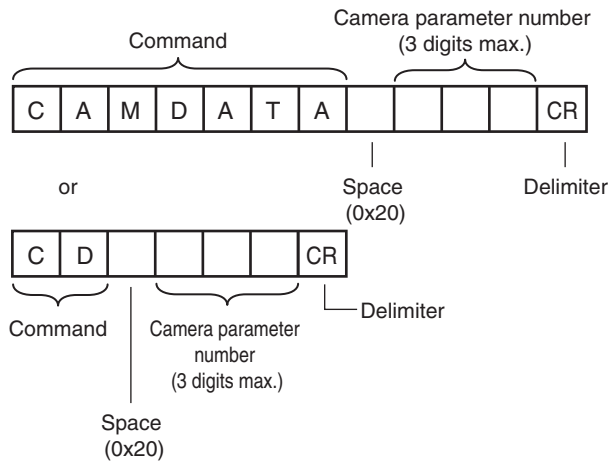 Camera parameter number
(3 digits max.)
Command
C A M D A T A CR
or
Space
(0x20)
Delimiter
C D CR
Delimiter
Command
Camera parameter
number
(3 digits max.)
Space
(0x20)